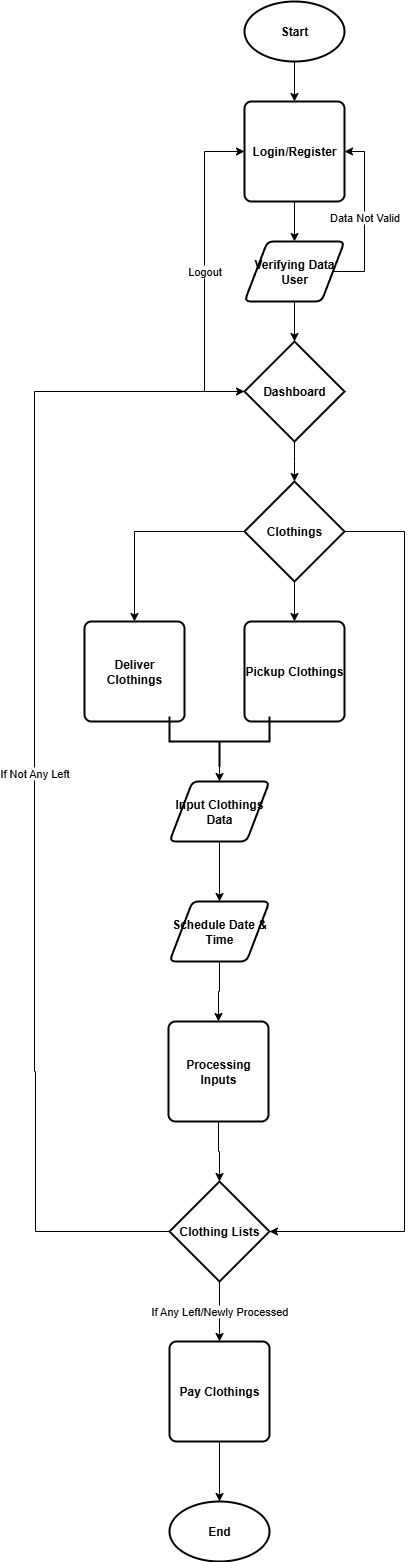 Start
Login/Register
Data Not Valid
Verifying Data
User
Logout
Dashboard
Clothings
Deliver
Clothings
Pickup Clothings
If Not Any Left
Input Clothings
Data
Schedule Date &
Time
Processing
Inputs
Clothing Lists
If Any Left/Newly Processed
Pay Clothings
End